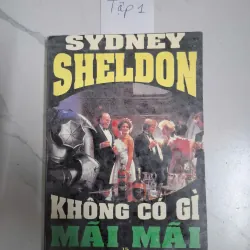 Tập 1
SYDNEY
SHELDON
KHÔNG CÓ GÌ
MÃI MÃI